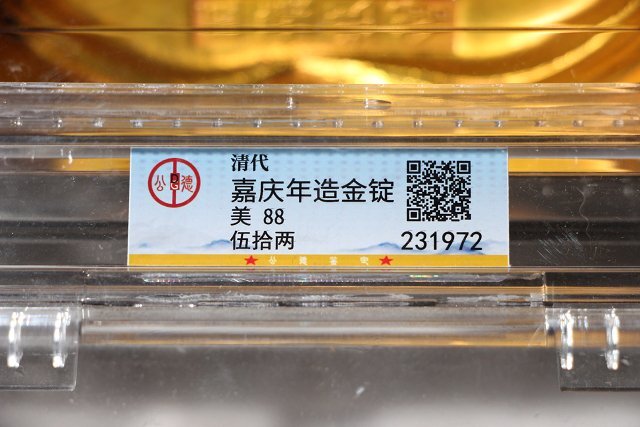 清代
嘉庆年造金锭
美 88
伍拾两
231972
公 德